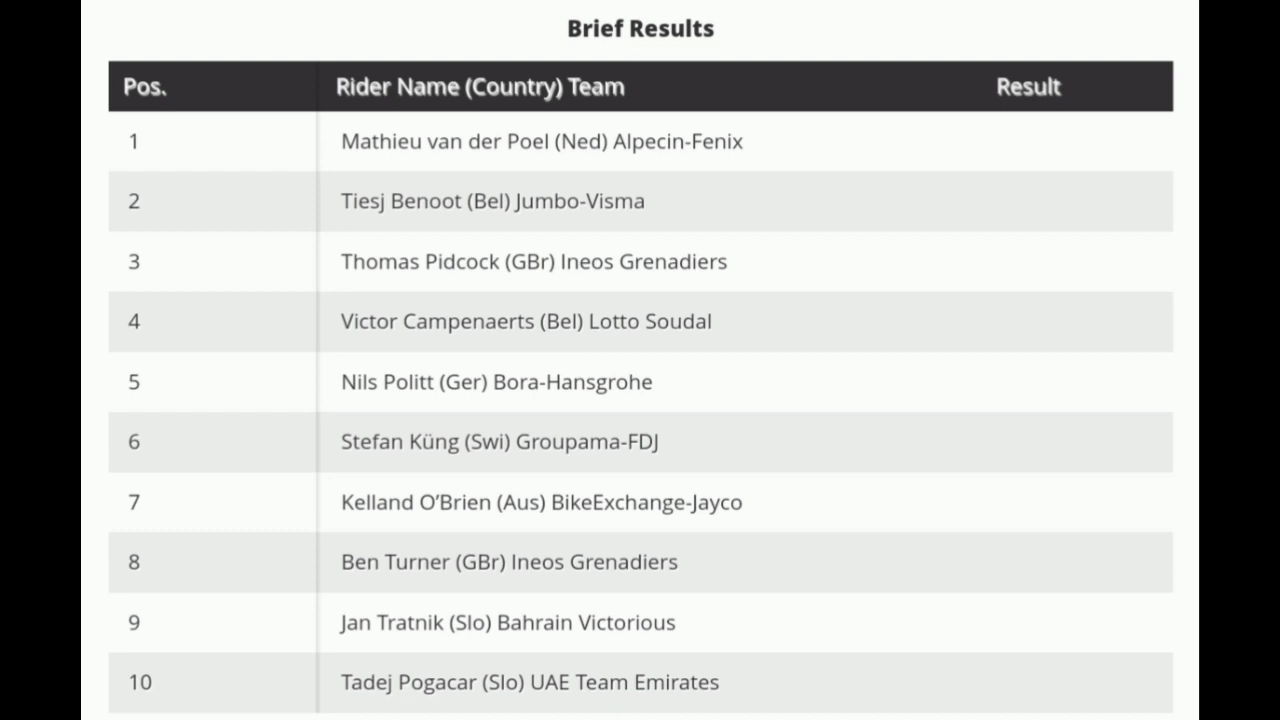 Brief Results
Pos. Rider Name (Country) Team Result
1 Mathieu van der Poel (Ned) Alpecin-Fenix
2 Tiesj Benoot (Bel) Jumbo-Visma
3 Thomas Pidcock (GBr) Ineos Grenadiers
4 Victor Campenaerts (Bel) Lotto Soudal
5 Nils Politt (Ger) Bora-Hansgrohe
6 Stefan Küng (Swi) Groupama-FDJ
7 Kelland O’Brien (Aus) BikeExchange-Jayco
8 Ben Turner (GBr) Ineos Grenadiers
9 Jan Tratnik (Slo) Bahrain Victorious
10 Tadej Pogacar (Slo) UAE Team Emirates